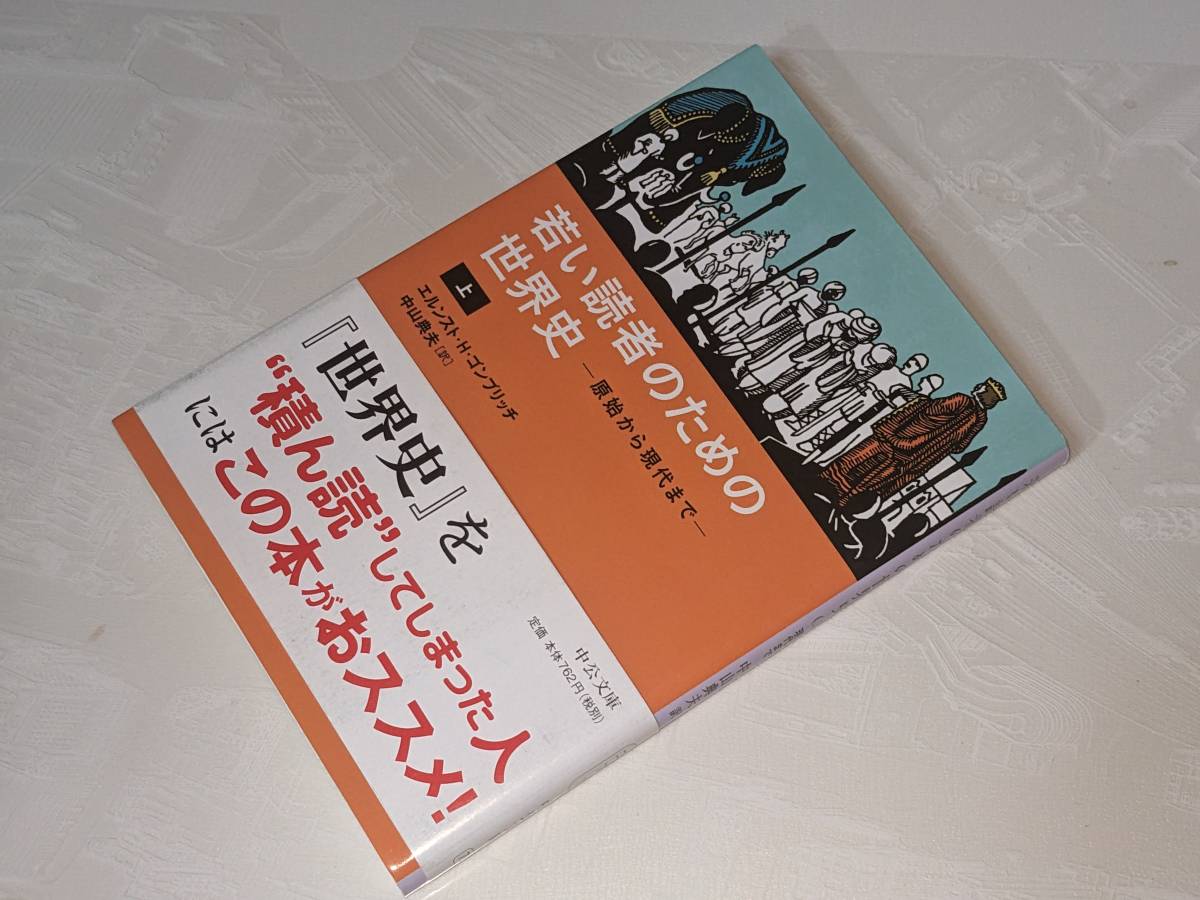 若い読者のための
世界史
―原始から現代まで―
上
エルンスト・H・ゴンブリッチ
中山典夫[訳]
『世界史』を
“積ん読”してしまった人
にはこの本がおススメ!
中公文庫
定価 本体762円(税別)